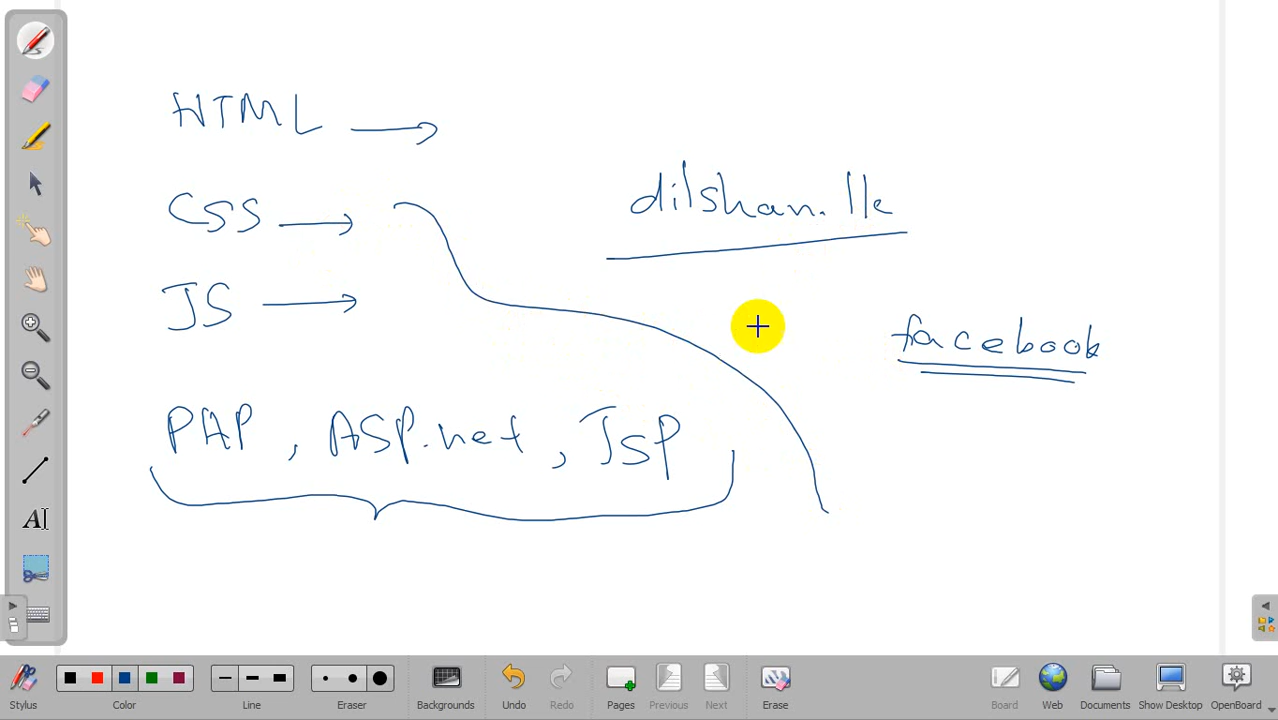 HTML
dilshan.lk
CSS
JS
facebook
PHP, ASP.net, JSP
Stylus
Color
Line
Eraser
Backgrounds
Undo
Redo
Pages
Previous
Next
Erase
Board
Web
Documents
Show Desktop
OpenBoard